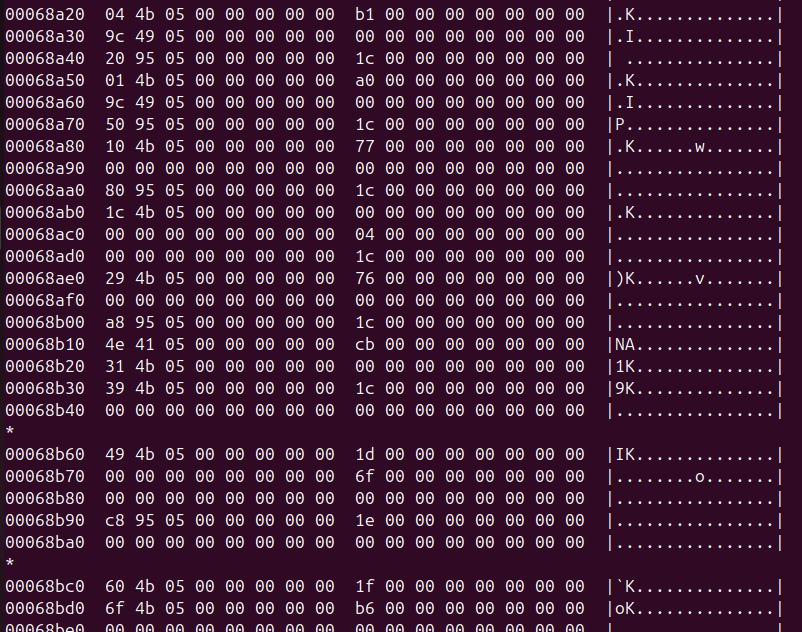 00068a20  04 4b 05 00 00 00 00 00  b1 00 00 00 00 00 00 00  |.K..............|
00068a30  9c 49 05 00 00 00 00 00  00 00 00 00 00 00 00 00  |.I..............|
00068a40  20 95 05 00 00 00 00 00  1c 00 00 00 00 00 00 00  | ...............|
00068a50  01 4b 05 00 00 00 00 00  a0 00 00 00 00 00 00 00  |.K..............|
00068a60  9c 49 05 00 00 00 00 00  00 00 00 00 00 00 00 00  |.I..............|
00068a70  50 95 05 00 00 00 00 00  1c 00 00 00 00 00 00 00  |P...............|
00068a80  10 4b 05 00 00 00 00 00  77 00 00 00 00 00 00 00  |.K......w.......|
00068a90  00 00 00 00 00 00 00 00  00 00 00 00 00 00 00 00  |................|
00068aa0  80 95 05 00 00 00 00 00  1c 00 00 00 00 00 00 00  |................|
00068ab0  1c 4b 05 00 00 00 00 00  00 00 00 00 00 00 00 00  |.K..............|
00068ac0  00 00 00 00 00 00 00 00  04 00 00 00 00 00 00 00  |................|
00068ad0  00 00 00 00 00 00 00 00  1c 00 00 00 00 00 00 00  |................|
00068ae0  29 4b 05 00 00 00 00 00  76 00 00 00 00 00 00 00  |)K......v.......|
00068af0  00 00 00 00 00 00 00 00  00 00 00 00 00 00 00 00  |................|
00068b00  a8 95 05 00 00 00 00 00  1c 00 00 00 00 00 00 00  |................|
00068b10  4e 41 05 00 00 00 00 00  cb 00 00 00 00 00 00 00  |NA..............|
00068b20  31 4b 05 00 00 00 00 00  00 00 00 00 00 00 00 00  |1K..............|
00068b30  39 4b 05 00 00 00 00 00  1c 00 00 00 00 00 00 00  |9K..............|
00068b40  00 00 00 00 00 00 00 00  00 00 00 00 00 00 00 00  |................|
*
00068b60  49 4b 05 00 00 00 00 00  1d 00 00 00 00 00 00 00  |IK..............|
00068b70  00 00 00 00 00 00 00 00  6f 00 00 00 00 00 00 00  |........o.......|
00068b80  00 00 00 00 00 00 00 00  00 00 00 00 00 00 00 00  |................|
00068b90  c8 95 05 00 00 00 00 00  1e 00 00 00 00 00 00 00  |................|
00068ba0  00 00 00 00 00 00 00 00  00 00 00 00 00 00 00 00  |................|
*
00068bc0  60 4b 05 00 00 00 00 00  1f 00 00 00 00 00 00 00  |`K..............|
00068bd0  6f 4b 05 00 00 00 00 00  b6 00 00 00 00 00 00 00  |oK..............|
00068be0  00 00 00 00 00 00 00 00  00 00 00 00 00 00 00 00